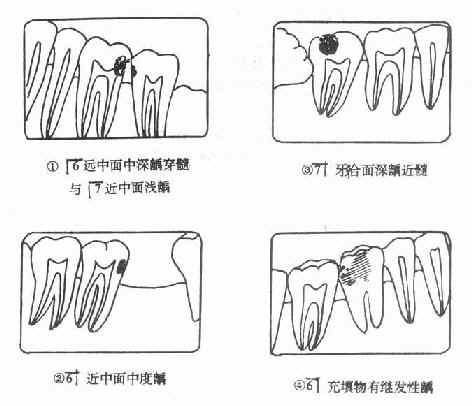 ① ⌈6远中面中深龋穿髓
与 ⌈7近中面浅龋
③7⌉ 牙合面深龋近髓
②6⌉ 近中面中度龋
④6⌉ 充填物有继发性龋